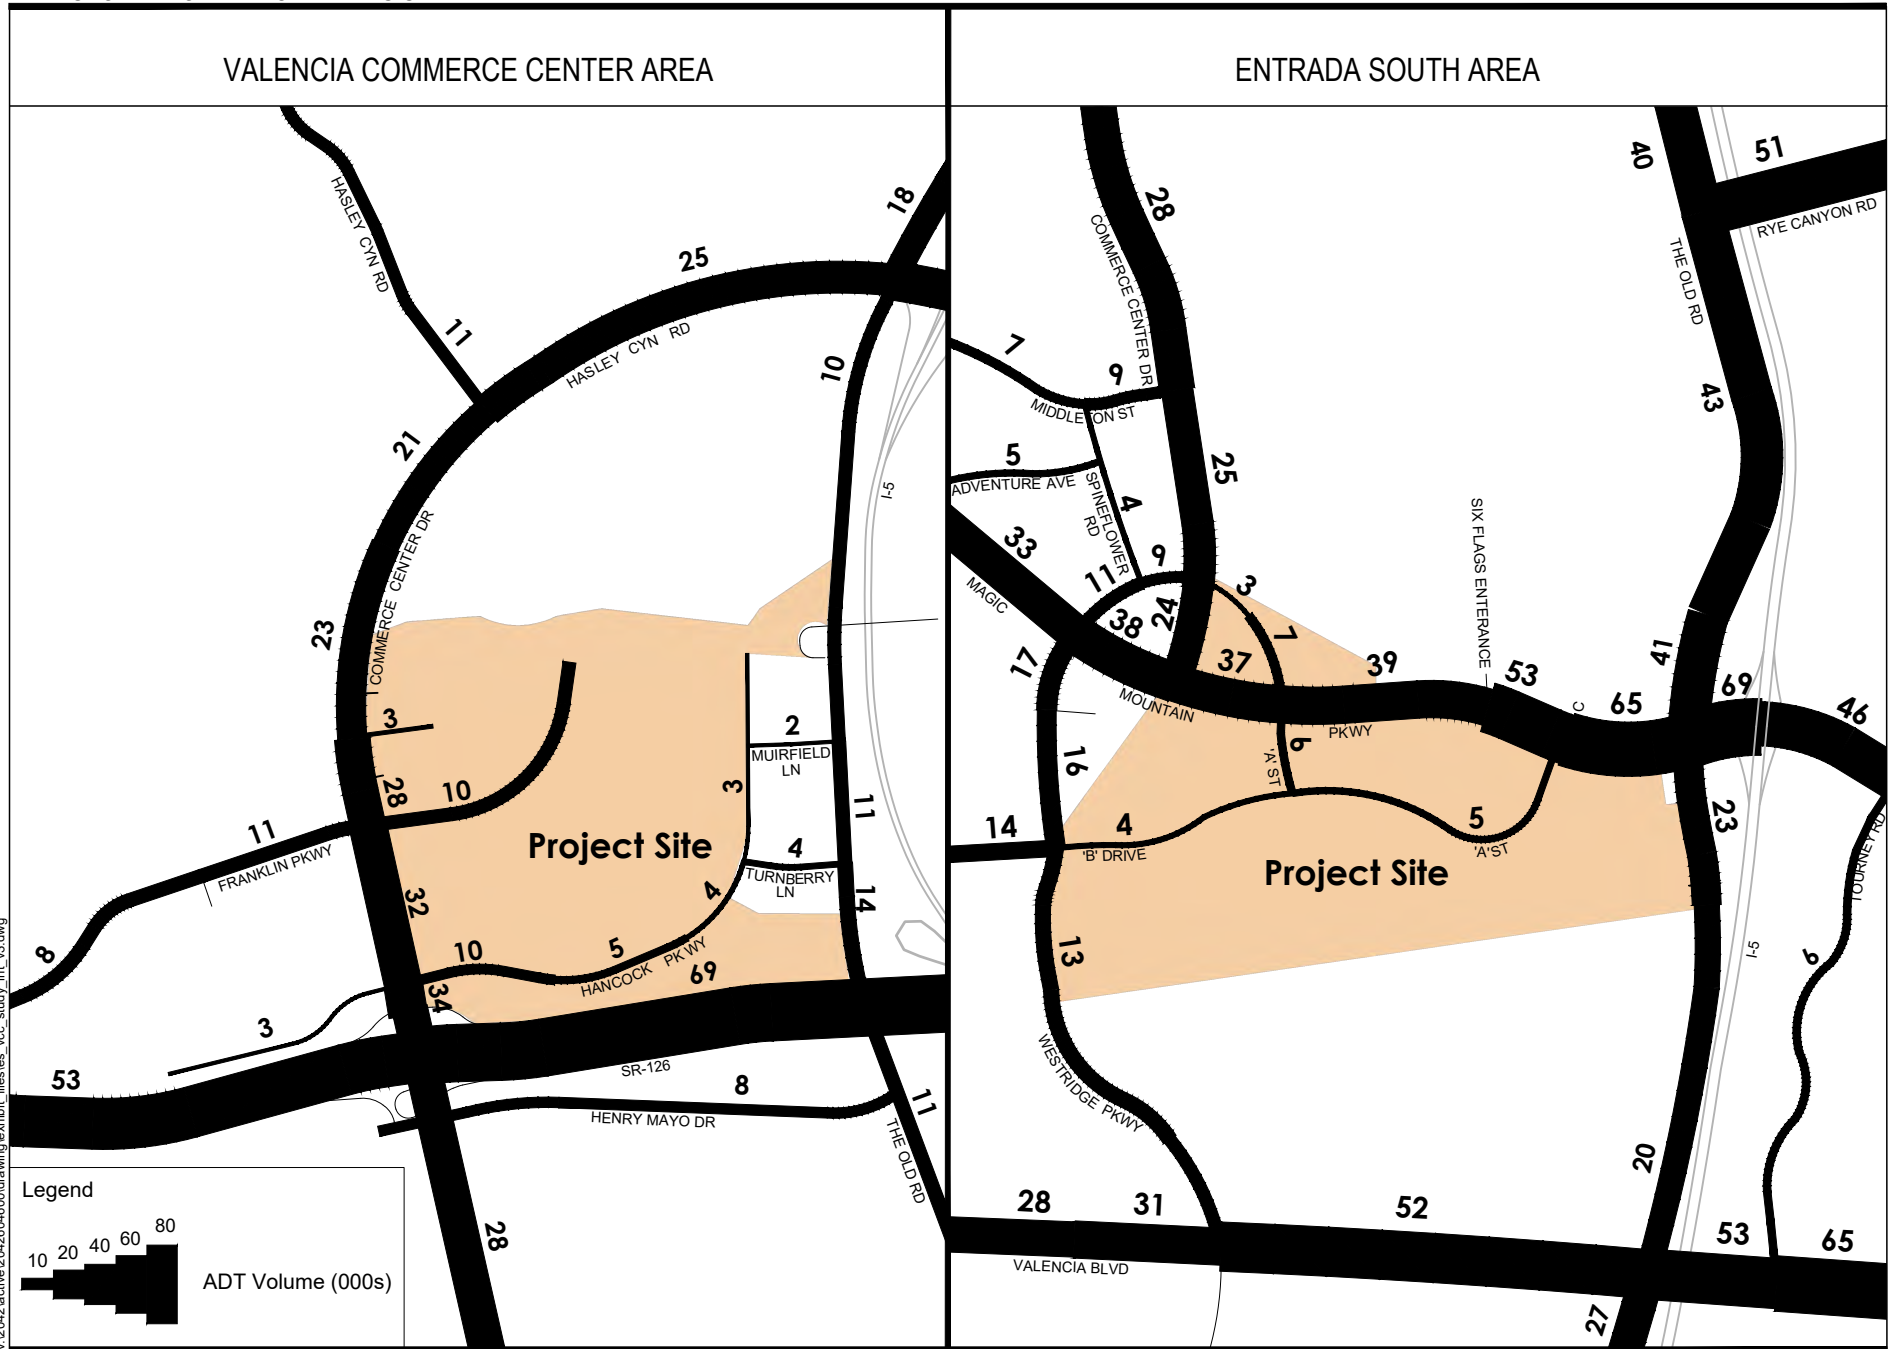 VALENCIA COMMERCE CENTER AREA
HASLEY CYN RD
11
25
HASLEY CYN RD
18
10
21
I-5
COMMERCE CENTER DR
23
3
28
10
2
MUIRFIELD
LN
3
11
11
FRANKLIN PKWY
Project Site
4
TURNBERRY
LN
4
14
32
8
10
5
HANCOCK PKWY
69
34
3
53
SR-126
8
HENRY MAYO DR
11
THE OLD RD
28
Legend
10 20 40 60 80
ADT Volume (000s)
ENTRADA SOUTH AREA
28
COMMERCE CENTER DR
40
51
RYE CANYON RD
THE OLD RD
43
7
9
MIDDLETON ST
5
ADVENTURE AVE
4
SPINEFLOWER
RD
25
33
MAGIC
MOUNTAIN
PKWY
11
9
38
24
3
7
37
39
SIX FLAGS ENTERANCE
53
C
65
41
69
46
17
16
6
'A' ST
14
4
'B' DRIVE
5
'A' ST
23
Project Site
TOURNEY RD
13
I-5
6
WESTRIDGE PKWY
20
28
31
52
53
65
VALENCIA BLVD
27